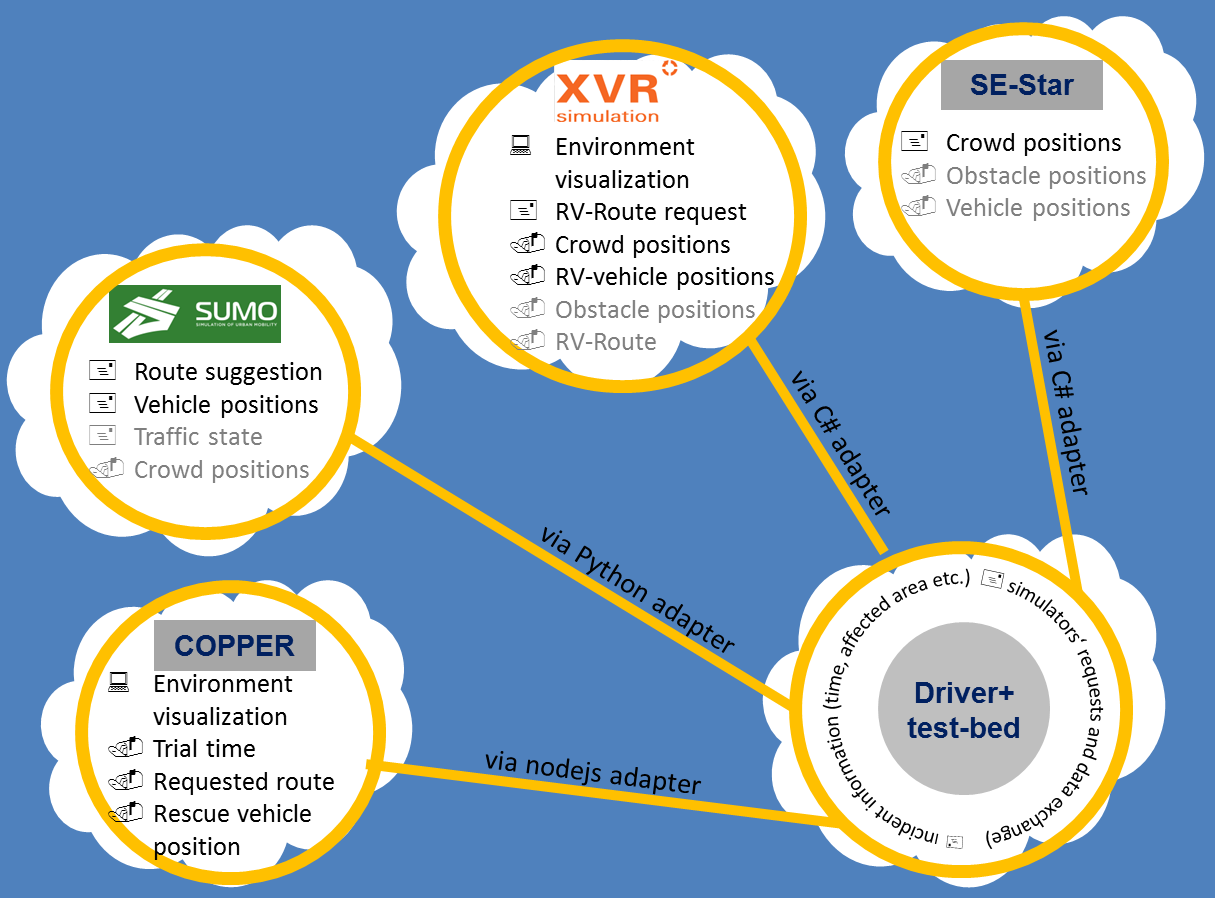 XVR
simulation
Environment
visualization
RV-Route request
Crowd positions
RV-vehicle positions
Obstacle positions
RV-Route
SE-Star
Crowd positions
Obstacle positions
Vehicle positions
SUMO
SIMULATION OF URBAN MOBILITY
Route suggestion
Vehicle positions
Traffic state
Crowd positions
COPPER
Environment
visualization
Trial time
Requested route
Rescue vehicle
position
via C# adapter
via C# adapter
via Python adapter
via nodejs adapter
Incident information (time, affected area etc.)
simulators‘ requests and data exchange)
Driver+
test-bed